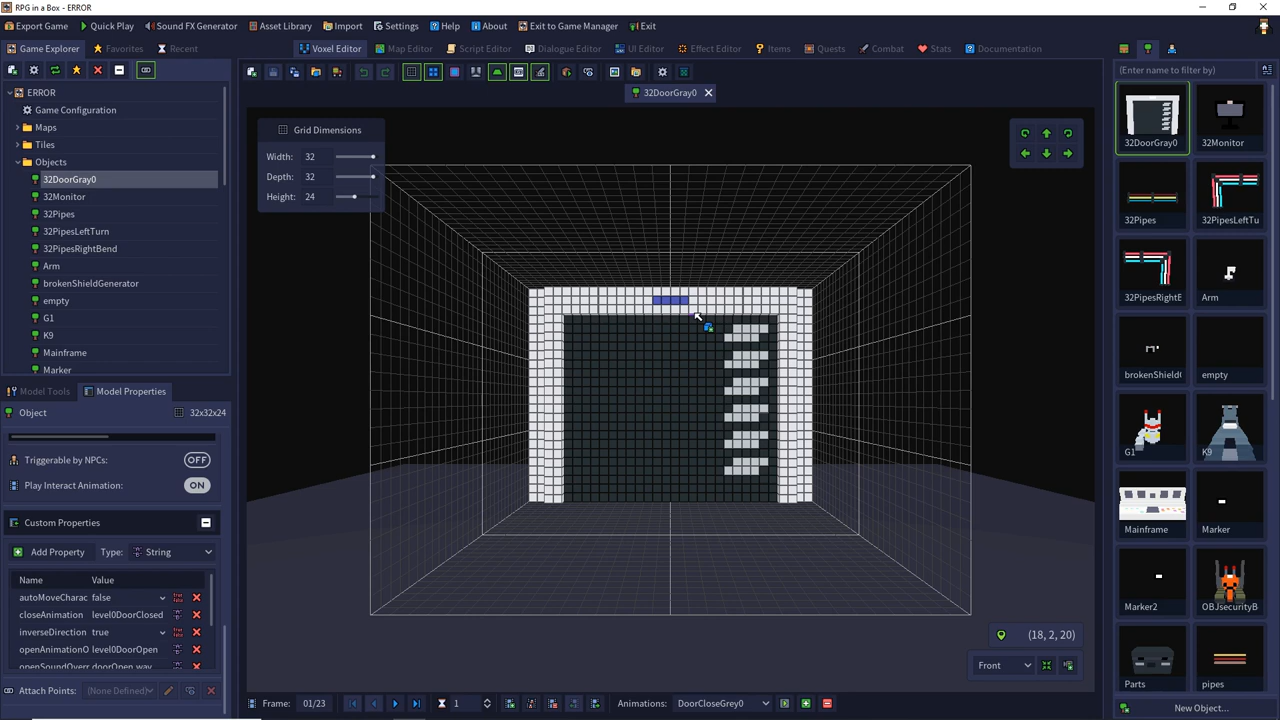 RPG in a Box - ERROR
Export Game
Quick Play
Sound FX Generator
Asset Library
Import
Settings
Help
About
Exit to Game Manager
Exit
Game Explorer
Favorites
Recent
Voxel Editor
Map Editor
Script Editor
Dialogue Editor
UI Editor
Effect Editor
Items
Quests
Combat
Stats
Documentation
(Enter name to filter by)
32DoorGray0
ERROR
Game Configuration
Maps
Tiles
Objects
32DoorGray0
32Monitor
32Pipes
32PipesLeftTurn
32PipesRightBend
Arm
brokenShieldGenerator
empty
G1
K9
Mainframe
Marker
Grid Dimensions
Width: 32
Depth: 32
Height: 24
32DoorGray0
32Monitor
32Pipes
32PipesLeftTu
32PipesRightB
Arm
brokenShield
empty
G1
K9
Mainframe
Marker
Marker2
OBJsecurityB
Parts
pipes
New Object...
Model Tools
Model Properties
Object
32x32x24
Triggerable by NPCs: OFF
Play Interact Animation: ON
Custom Properties
Add Property
Type: String
Name Value
autoMoveCharac false
closeAnimation level0DoorClosed
inverseDirection true
openAnimationO level0DoorOpen
openSoundOverr doorOpen.wav
Attach Points: (None Defined)
(18, 2, 20)
Front
Frame: 01/23
1
Animations: DoorCloseGrey0